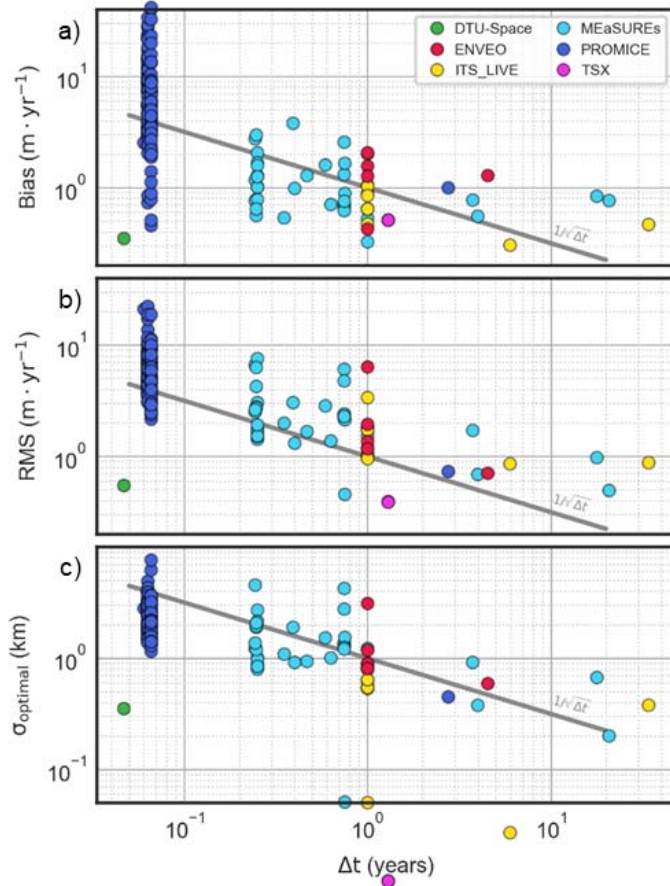 a)
DTU-Space
ENVEO
ITS_LIVE
MEaSUREs
PROMICE
TSX
10¹
10⁰
Bias (m · yr⁻¹)
1/√Δt
b)
10¹
10⁰
RMS (m · yr⁻¹)
1/√Δt
c)
10⁰
10⁻¹
σoptimal (km)
1/√Δt
10⁻¹ 10⁰ 10¹
Δt (years)